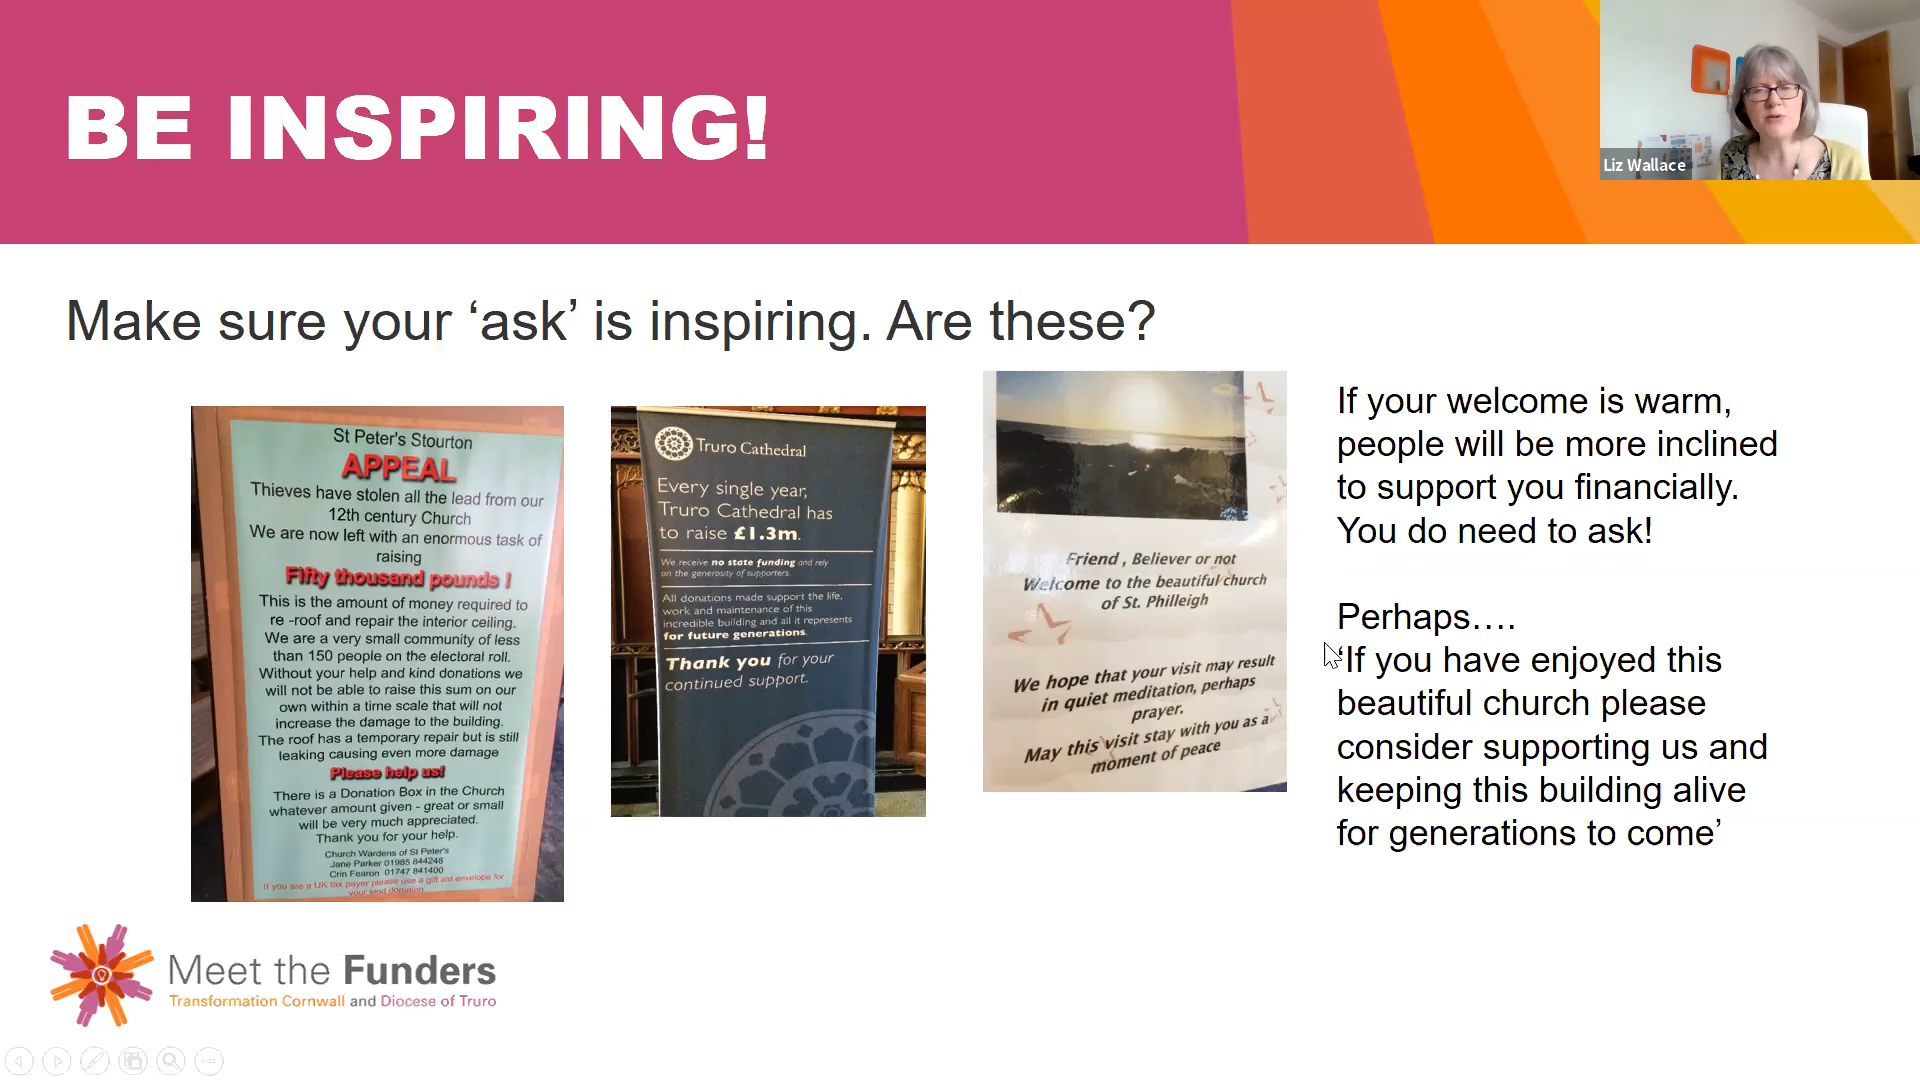 BE INSPIRING!
Liz Wallace
Make sure your ‘ask’ is inspiring. Are these?
St Peter's Stourton
APPEAL
Thieves have stolen all the lead from our
12th century Church
We are now left with an enormous task of
raising
Fifty thousand pounds !
This is the amount of money required to
re -roof and repair the interior ceiling.
We are a very small community of less
than 150 people on the electoral roll.
Without your help and kind donations we
will not be able to raise this sum on our
own within a time scale that will not
increase the damage to the building.
The roof has a temporary repair but is still
leaking causing even more damage
Please help us!
There is a Donation Box in the Church
whatever amount given - great or small
will be very much appreciated.
Thank you for your help.
Church Wardens of St Peter's
Jane Parker 01985 844248
Crin Fearon 01747 841400
If you are a UK tax payer please use a gift aid envelope for
your kind donation
Truro Cathedral
Every single year,
Truro Cathedral has
to raise £1.3m.
We receive no state funding and rely
on the generosity of supporters.
All donations made support the life,
work and maintenance of this
incredible building and all it represents
for future generations.
Thank you for your
continued support.
Friend , Believer or not
Welcome to the beautiful church
of St. Philleigh
We hope that your visit may result
in quiet meditation, perhaps
prayer.
May this visit stay with you as a
moment of peace
If your welcome is warm,
people will be more inclined
to support you financially.
You do need to ask!
Perhaps….
‘If you have enjoyed this
beautiful church please
consider supporting us and
keeping this building alive
for generations to come’
Meet the Funders
Transformation Cornwall and Diocese of Truro